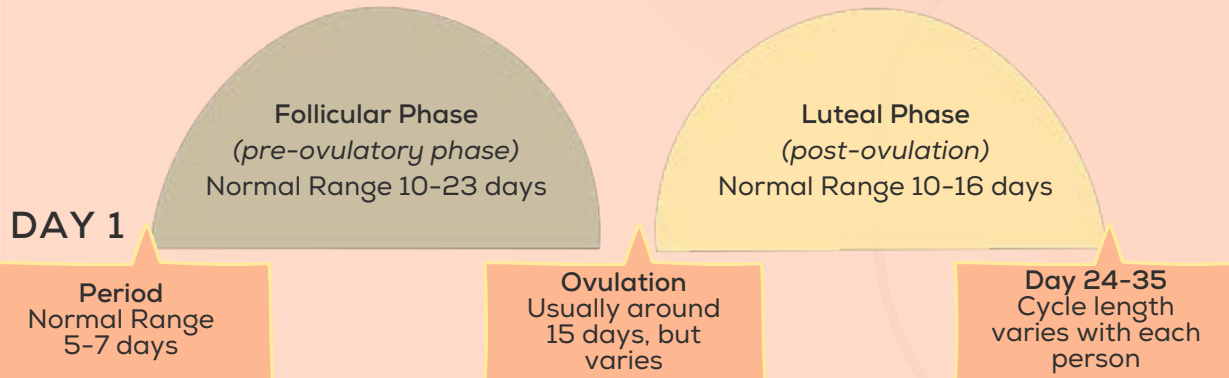 Follicular Phase
(pre-ovulatory phase)
Normal Range 10-23 days
Luteal Phase
(post-ovulation)
Normal Range 10-16 days
DAY 1
Period
Normal Range
5-7 days
Ovulation
Usually around
15 days, but
varies
Day 24-35
Cycle length
varies with each
person